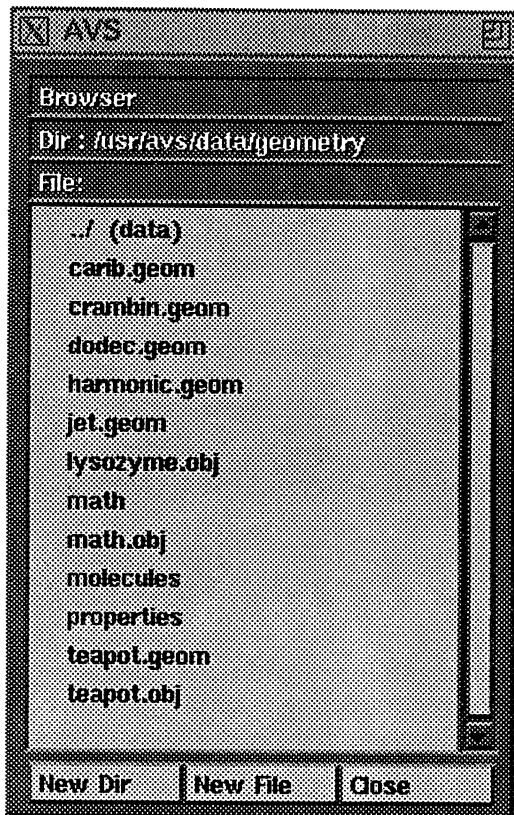 AVS
Browser
Dir : /usr/avs/data/geometry
File:
../ (data)
carib.geom
crambin.geom
dodec.geom
harmonic.geom
jet.geom
lysozyme.obj
math
math.obj
molecules
properties
teapot.geom
teapot.obj
New Dir New File Close